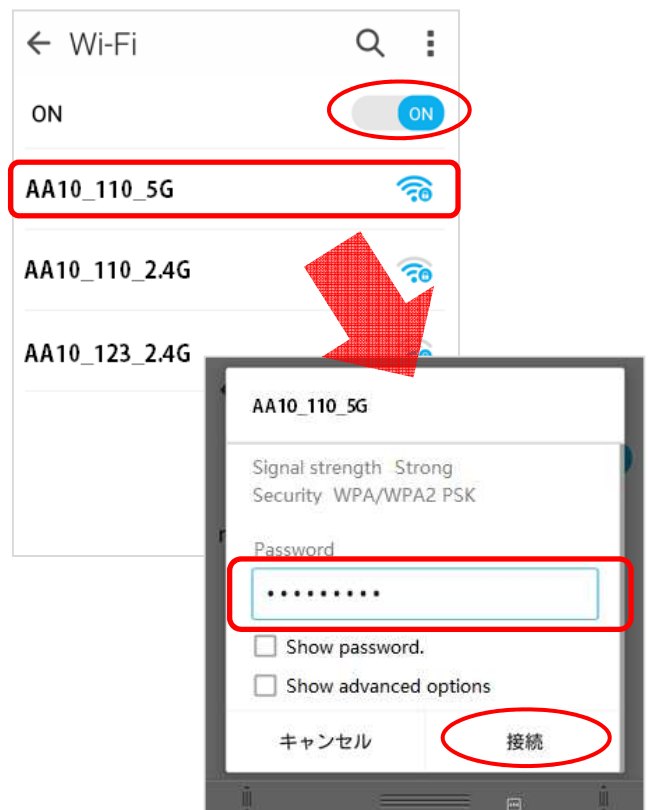 Wi-Fi
ON
ON
AA10_110_5G
AA10_110_2.4G
AA10_123_2.4G
AA10_110_5G
Signal strength Strong
Security WPA/WPA2 PSK
Password
•••••••••
Show password.
Show advanced options
キャンセル
接続